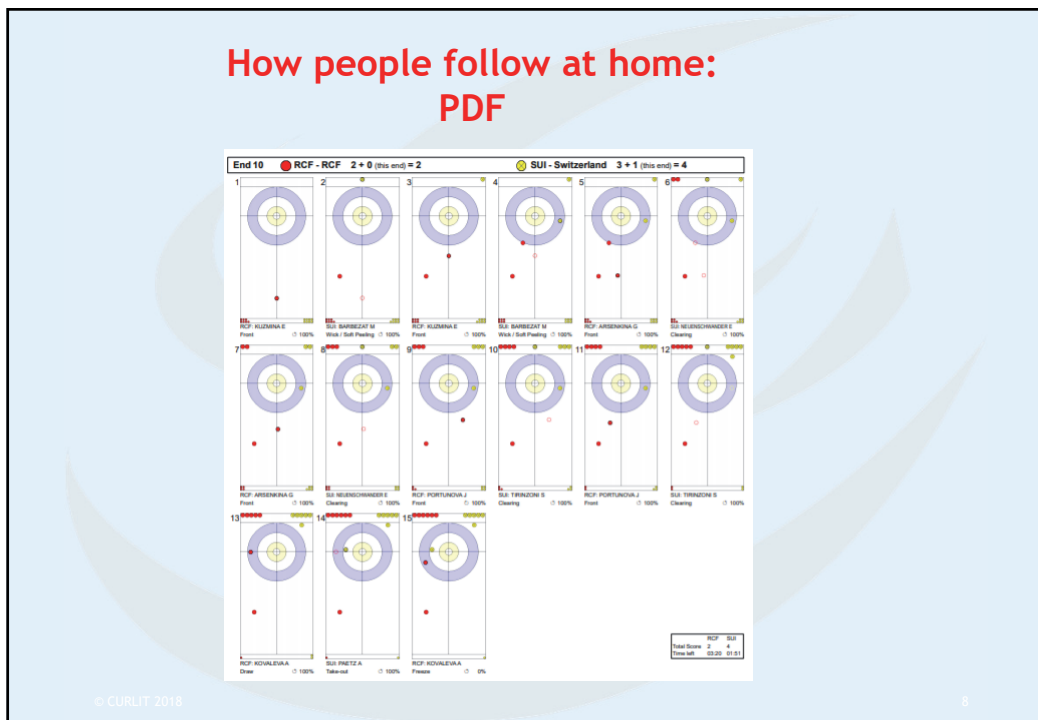 How people follow at home:
PDF
End 10 RCF - RCF 2 + 0 (this end) = 2 SUI - Switzerland 3 + 1 (this end) = 4
1 2 3 4 5 6
RCF: KUZMINA E SUI: BARBEZAT M RCF: KUZMINA E SUI: BARBEZAT M RCF: ARSENKINA G SUI: NEUENSCHWANDER E
Front 100% Wick / Soft Peeling 100% Front 100% Wick / Soft Peeling 100% Front 100% Clearing 100%
7 8 9 10 11 12
RCF: ARSENKINA G SUI: NEUENSCHWANDER E RCF: PORTUNOVA J SUI: TIRINZONI S RCF: PORTUNOVA J SUI: TIRINZONI S
Front 100% Clearing 100% Front 100% Clearing 100% Front 100% Clearing 100%
13 14 15
RCF SUI
Total Score 2 4
Time left 03:20 01:51
RCF: KOVALEVA A SUI: PAETZ A RCF: KOVALEVA A
Draw 100% Take-out 100% Freeze 0%
© CURLIT 2018 8